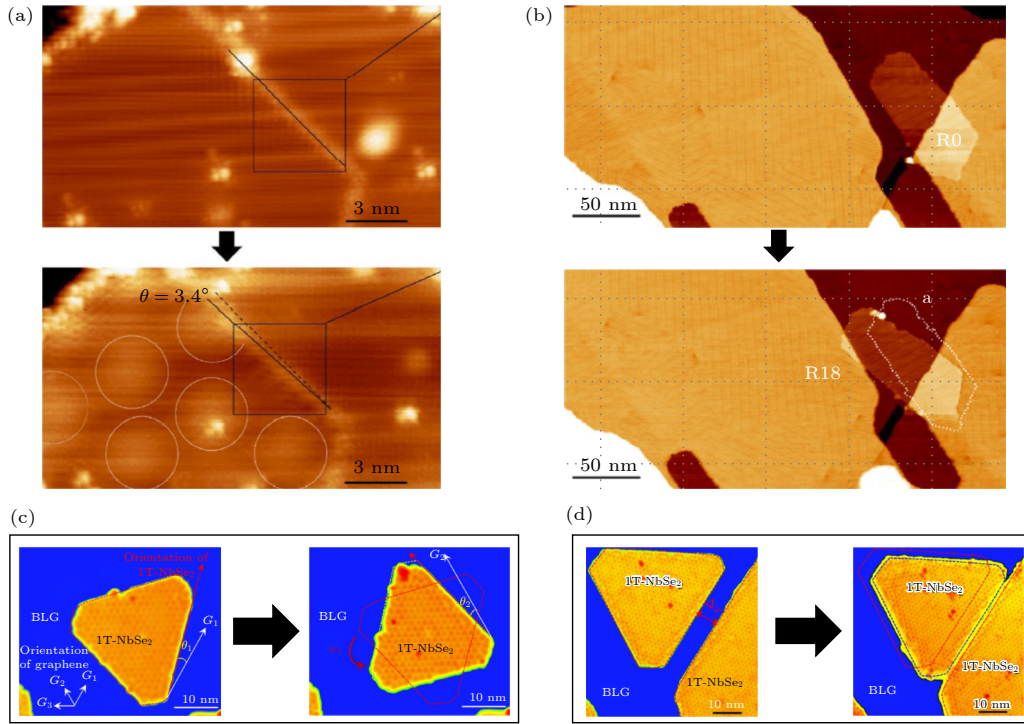 (a)
3 nm
θ = 3.4°
3 nm
(b)
R0
50 nm
a
R18
50 nm
(c)
Orientation of
1T-NbSe₂
BLG
G₁
θ₁
1T-NbSe₂
Orientation
of graphene
G₂
G₁
G₃
10 nm
G₂
BLG
θ₂
1T-NbSe₂
10 nm
(d)
1T-NbSe₂
1T-NbSe₂
BLG
10 nm
1T-NbSe₂
1T-NbSe₂
BLG
10 nm